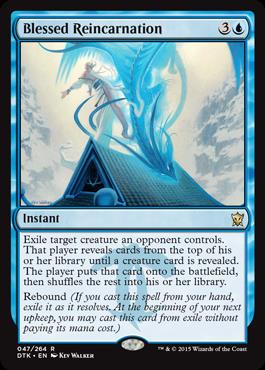 Blessed Reincarnation 3
Instant
Exile target creature an opponent controls.
That player reveals cards from the top of his
or her library until a creature card is revealed.
The player puts that card onto the battlefield,
then shuffles the rest into his or her library.
Rebound (If you cast this spell from your hand,
exile it as it resolves. At the beginning of your next
upkeep, you may cast this card from exile without
paying its mana cost.)
047/264 R
DTK • EN Kev Walker ™ & © 2015 Wizards of the Coast